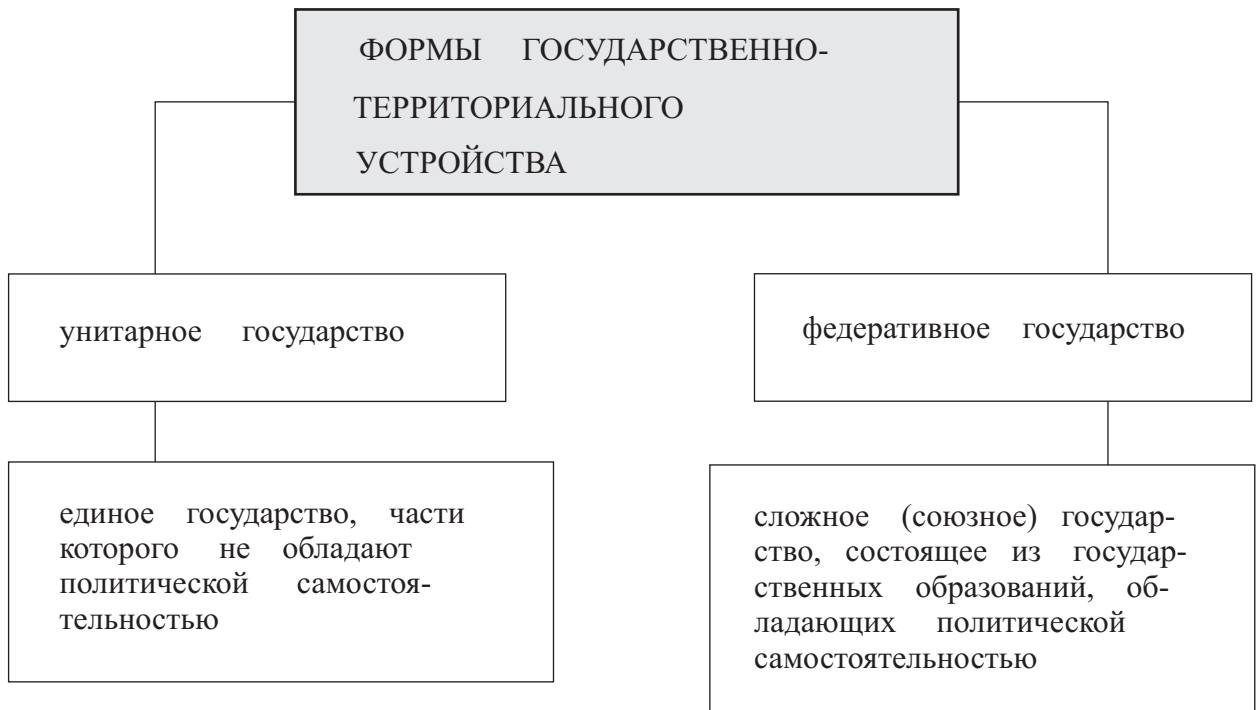 ФОРМЫ ГОСУДАРСТВЕННО-
ТЕРРИТОРИАЛЬНОГО
УСТРОЙСТВА
унитарное государство
федеративное государство
единое государство, части
которого не обладают
политической самостоя-
тельностью
сложное (союзное) государ-
ство, состоящее из государ-
ственных образований, об-
ладающих политической
самостоятельностью